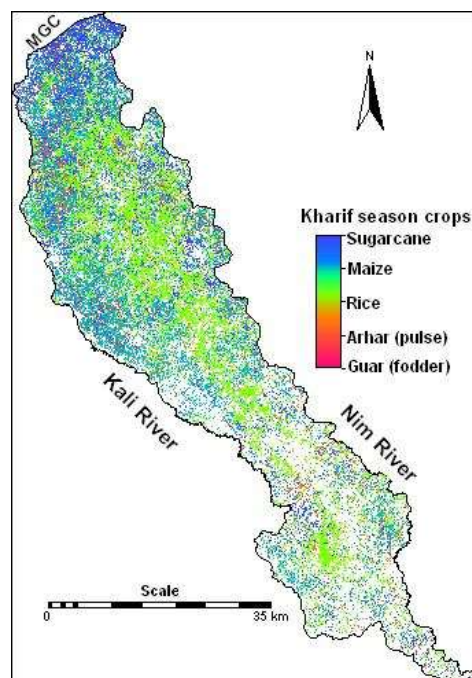 MGC
N
Kharif season crops
Sugarcane
Maize
Rice
Arhar (pulse)
Guar (fodder)
Kali River
Nim River
Scale
0 35 km